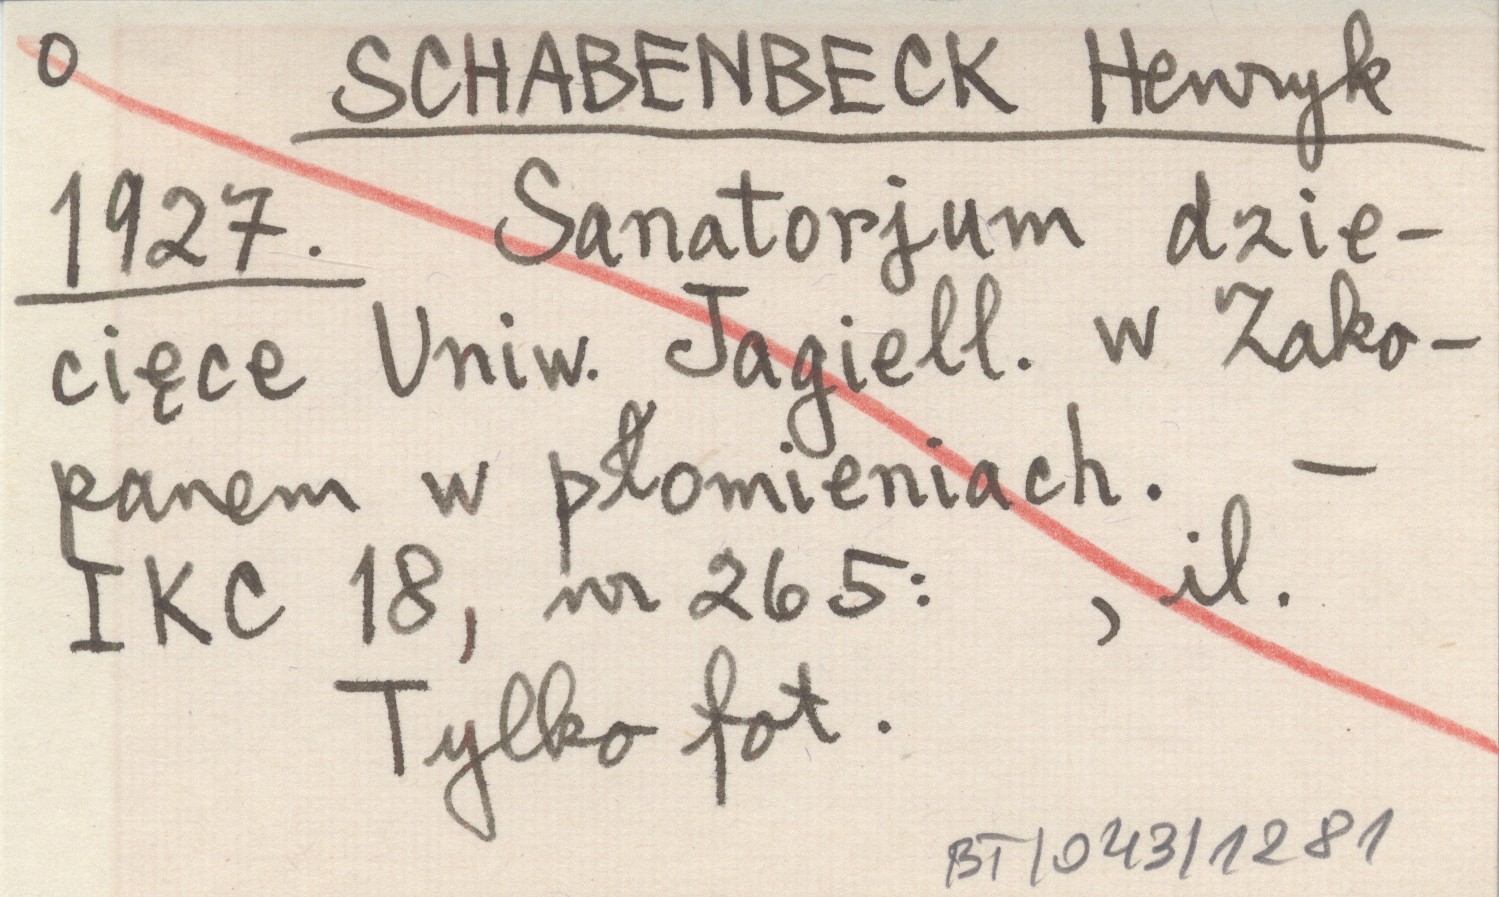 O SCHABENBECK Henryk
1927. Sanatorjum dzie-
cięce Uniw. Jagiell. w Zako-
panem w płomieniach. -
IKC 18, nr 265: , il.
Tylko fot.
BT/043/1281